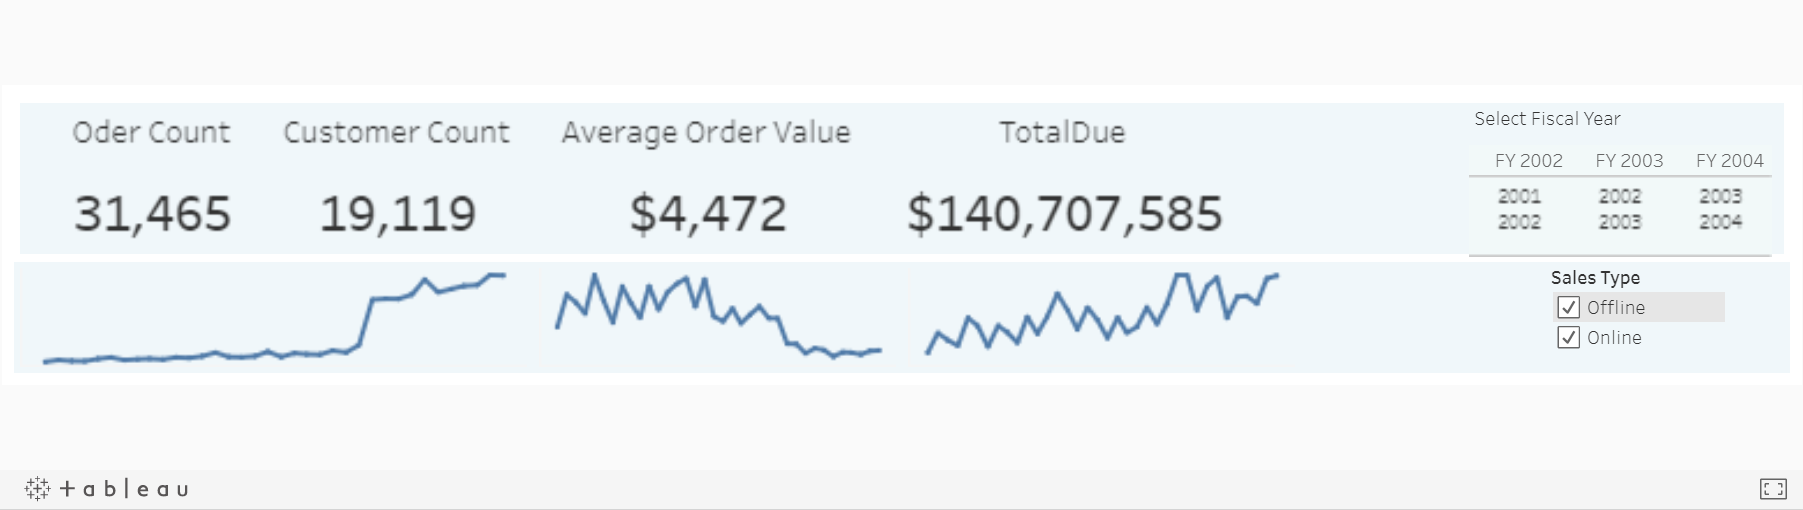 Oder Count Customer Count Average Order Value TotalDue
31,465 19,119 $4,472 $140,707,585
Select Fiscal Year
FY 2002 FY 2003 FY 2004
2001 2002 2003
2002 2003 2004
Sales Type
Offline
Online
+ableau